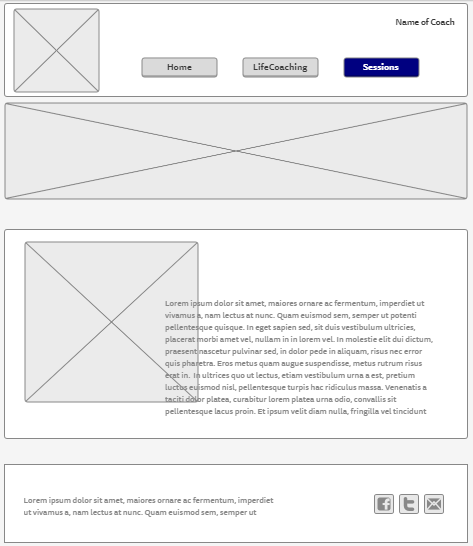 Name of Coach
Home
LifeCoaching
Sessions
Lorem ipsum dolor sit amet, maiores ornare ac fermentum, imperdiet ut
vivamus a, nam lectus at nunc. Quam euismod sem, semper ut potenti
pellentesque quisque. In eget sapien sed, sit duis vestibulum ultricies,
placerat morbi amet vel, nullam in in lorem vel. In molestie elit dui dictum,
praesent nascetur pulvinar sed, in dolor pede in aliquam, risus nec error
quis pharetra. Eros metus quam augue suspendisse, metus rutrum risus
erat in. In ultrices quo ut lectus, etiam vestibulum urna a est, pretium
luctus euismod nisl, pellentesque turpis hac ridiculus massa. Venenatis a
taciti dolor platea, curabitur lorem platea urna odio, convallis sit
pellentesque lacus proin. Et ipsum velit diam nulla, fringilla vel tincidunt
Lorem ipsum dolor sit amet, maiores ornare ac fermentum, imperdiet
ut vivamus a, nam lectus at nunc. Quam euismod sem, semper ut